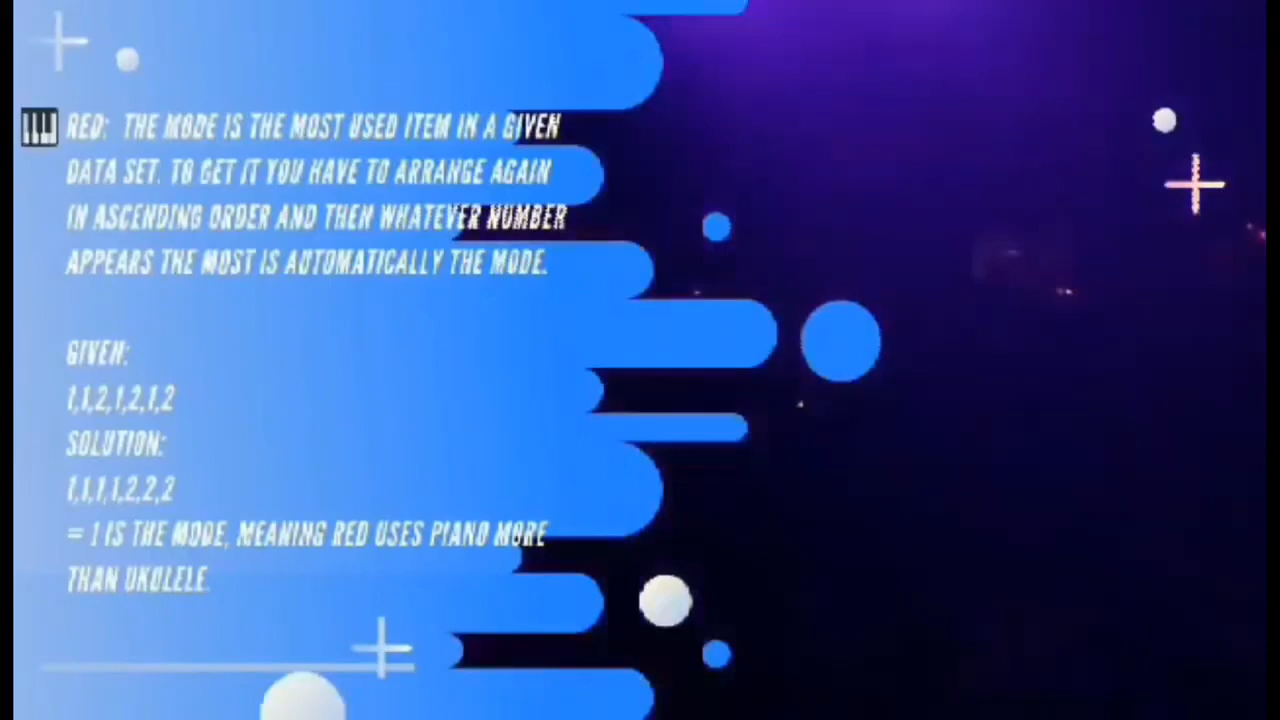 RED: THE MODE IS THE MOST USED ITEM IN A GIVEN
DATA SET. TO GET IT YOU HAVE TO ARRANGE AGAIN
IN ASCENDING ORDER AND THEN WHATEVER NUMBER
APPEARS THE MOST IS AUTOMATICALLY THE MODE.
GIVEN:
1,1,2,1,2,1,2
SOLUTION:
1,1,1,1,2,2,2
= 1 IS THE MODE, MEANING RED USES PIANO MORE
THAN UKULELE.